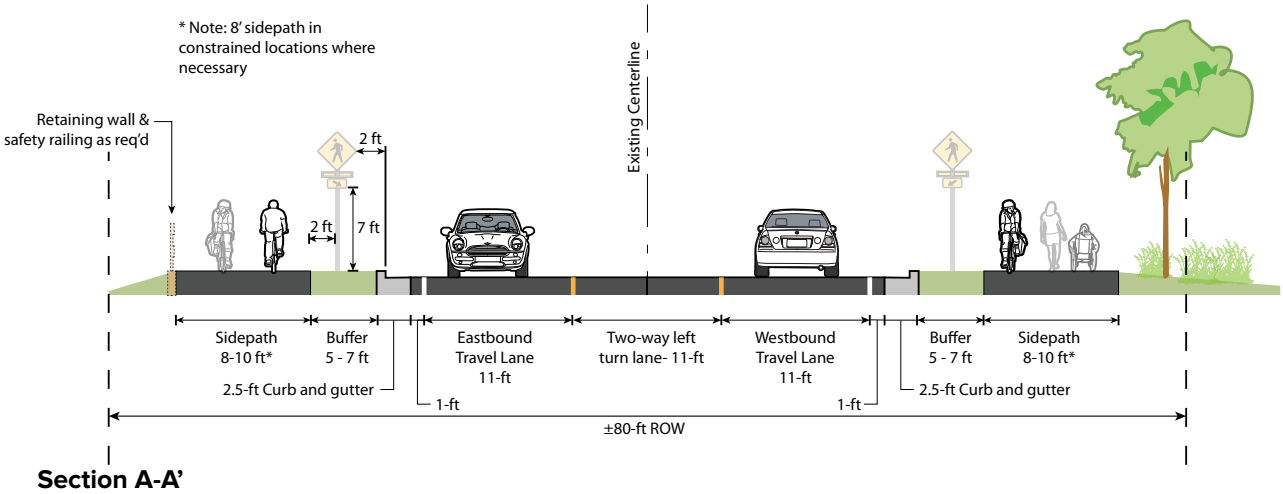 * Note: 8’ sidepath in
constrained locations where
necessary
Existing Centerline
Retaining wall &
safety railing as req’d
2 ft
2 ft
7 ft
Sidepath
8-10 ft*
Buffer
5 - 7 ft
Eastbound
Travel Lane
11-ft
Two-way left
turn lane- 11-ft
Westbound
Travel Lane
11-ft
Buffer
5 - 7 ft
Sidepath
8-10 ft*
2.5-ft Curb and gutter
1-ft
1-ft
2.5-ft Curb and gutter
±80-ft ROW
Section A-A’